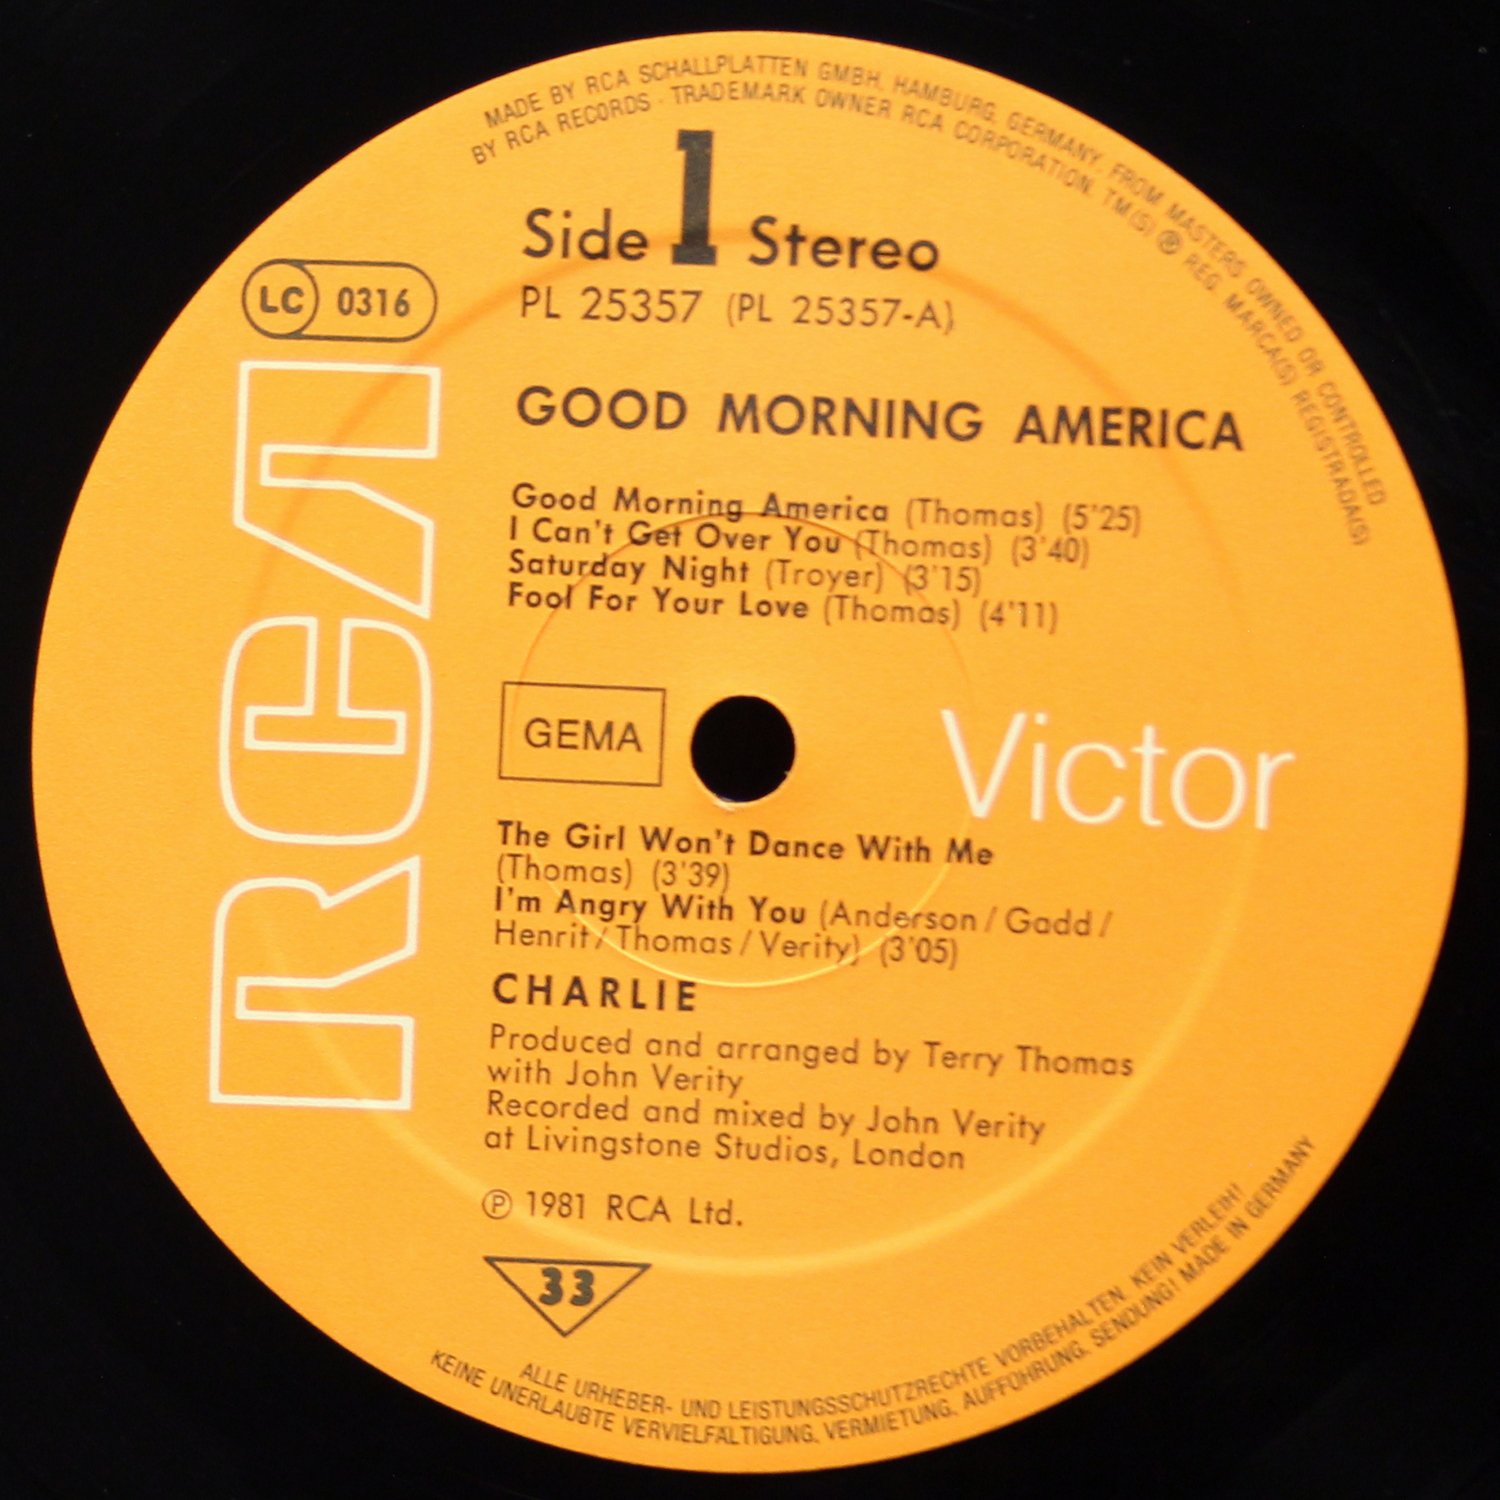 MADE BY RCA SCHALLPLATTEN GMBH, HAMBURG, GERMANY, FROM MASTERS OWNED OR CONTROLLED
BY RCA RECORDS · TRADEMARK OWNER RCA CORPORATION. TM(S) ® REG. MARCA(S) REGISTRADA(S)
Side 1 Stereo
PL 25357 (PL 25357-A)
LC 0316
RCA
GOOD MORNING AMERICA
Good Morning America (Thomas) (5'25)
I Can't Get Over You (Thomas) (3'40)
Saturday Night (Troyer) (3'15)
Fool For Your Love (Thomas) (4'11)
GEMA
Victor
The Girl Won't Dance With Me
(Thomas) (3'39)
I'm Angry With You (Anderson/Gadd/
Henrit/Thomas/Verity) (3'05)
CHARLIE
Produced and arranged by Terry Thomas
with John Verity
Recorded and mixed by John Verity
at Livingstone Studios, London
℗ 1981 RCA Ltd.
33
ALLE URHEBER- UND LEISTUNGSSCHUTZRECHTE VORBEHALTEN. KEIN VERLEIH!
KEINE UNERLAUBTE VERVIELFÄLTIGUNG, VERMIETUNG, AUFFÜHRUNG, SENDUNG! MADE IN GERMANY